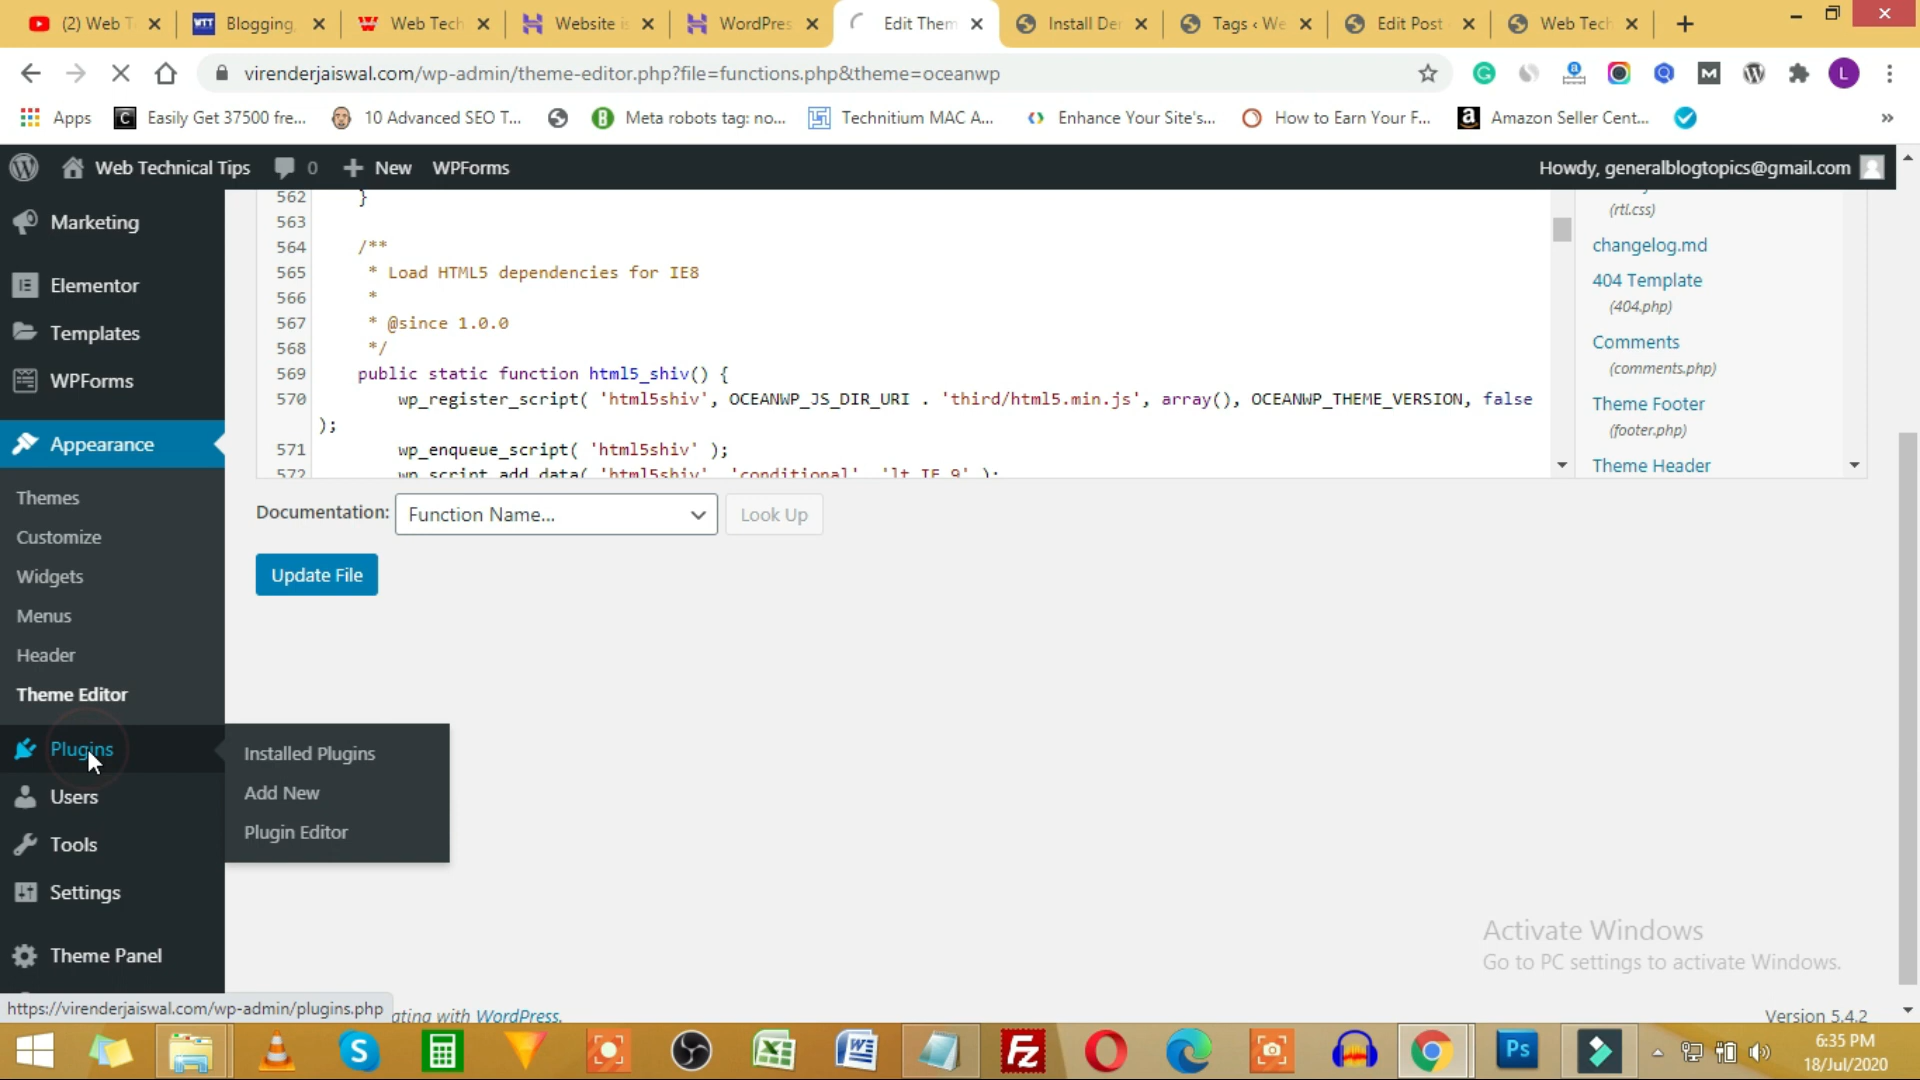 (2) Web T
Blogging,
Web Tech
Website is
WordPres
Edit Them
Install Der
Tags ‹ We
Edit Post
Web Tech
virenderjaiswal.com/wp-admin/theme-editor.php?file=functions.php&theme=oceanwp
Apps
Easily Get 37500 fre...
10 Advanced SEO T...
Meta robots tag: no...
Technitium MAC A...
Enhance Your Site's...
How to Earn Your F...
Amazon Seller Cent...
»
Web Technical Tips
0
New
WPForms
Howdy, generalblogtopics@gmail.com
Marketing
Elementor
Templates
WPForms
Appearance
Themes
Customize
Widgets
Menus
Header
Theme Editor
Plugins
Users
Tools
Settings
Theme Panel
Installed Plugins
Add New
Plugin Editor
562 }
563
564 /**
565 * Load HTML5 dependencies for IE8
566 *
567 * @since 1.0.0
568 */
569 public static function html5_shiv() {
570 wp_register_script( 'html5shiv', OCEANWP_JS_DIR_URI . 'third/html5.min.js', array(), OCEANWP_THEME_VERSION, false
);
571 wp_enqueue_script( 'html5shiv' );
572 wp_script_add_data( 'html5shiv', 'conditional', 'lt IE 9' );
(rtl.css)
changelog.md
404 Template
(404.php)
Comments
(comments.php)
Theme Footer
(footer.php)
Theme Header
Documentation:
Function Name...
Look Up
Update File
Activate Windows
Go to PC settings to activate Windows.
https://virenderjaiswal.com/wp-admin/plugins.php
ating with WordPress.
Version 5.4.2
6:35 PM
18/Jul/2020